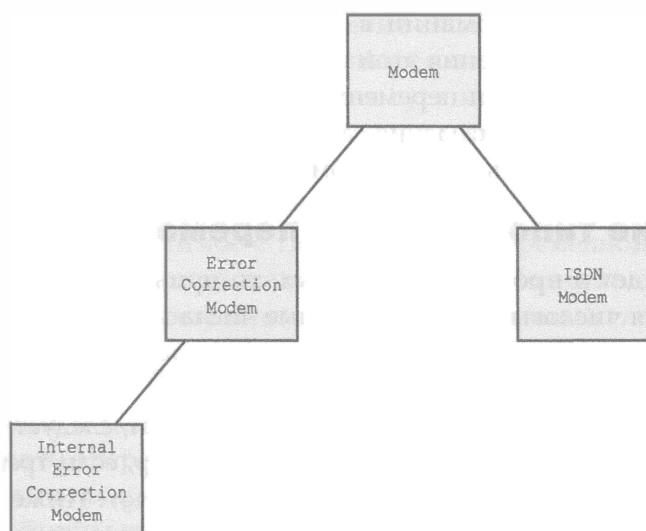 Modem
Error
Correction
Modem
ISDN
Modem
Internal
Error
Correction
Modem